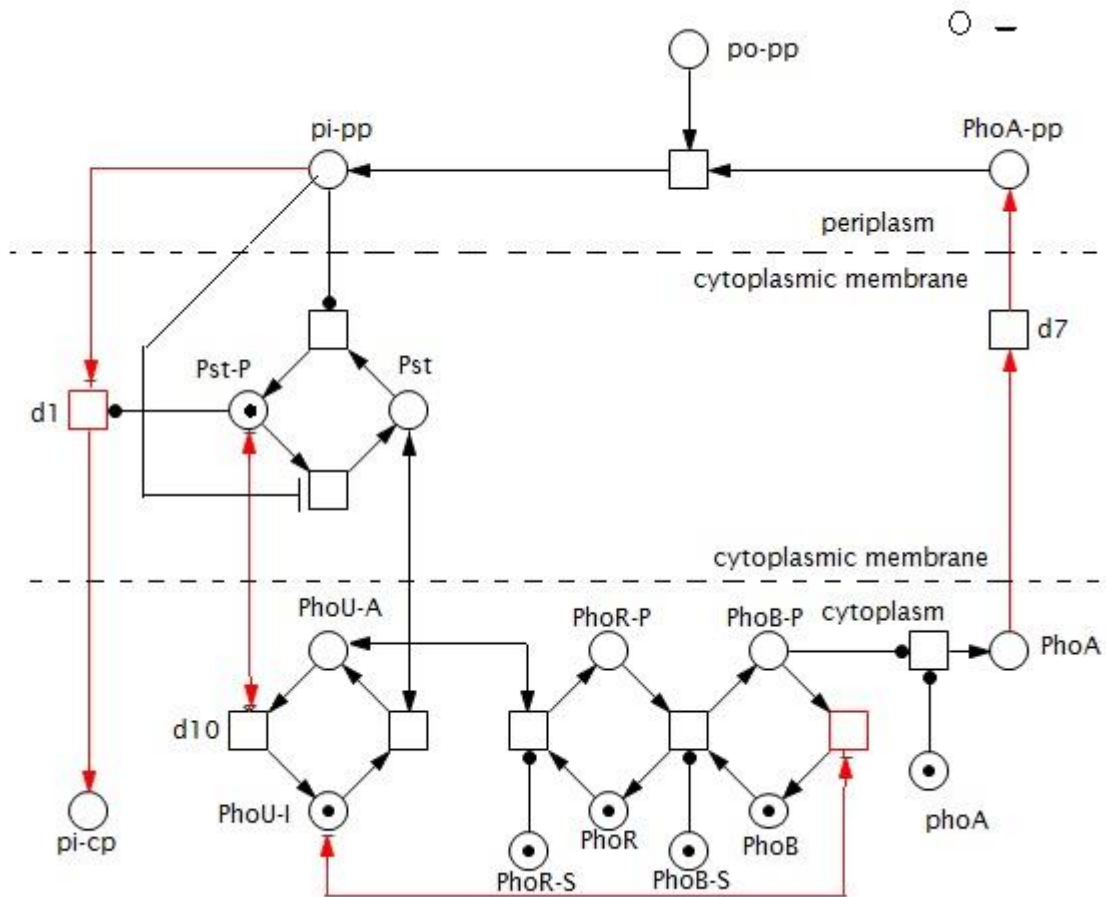 po-pp
pi-pp
PhoA-pp
periplasm
cytoplasmic membrane
d7
Pst-P
Pst
d1
cytoplasmic membrane
PhoU-A
PhoR-P
PhoB-P
cytoplasm
PhoA
d10
PhoU-I
pi-cp
PhoR
PhoB
phoA
PhoR-S
PhoB-S